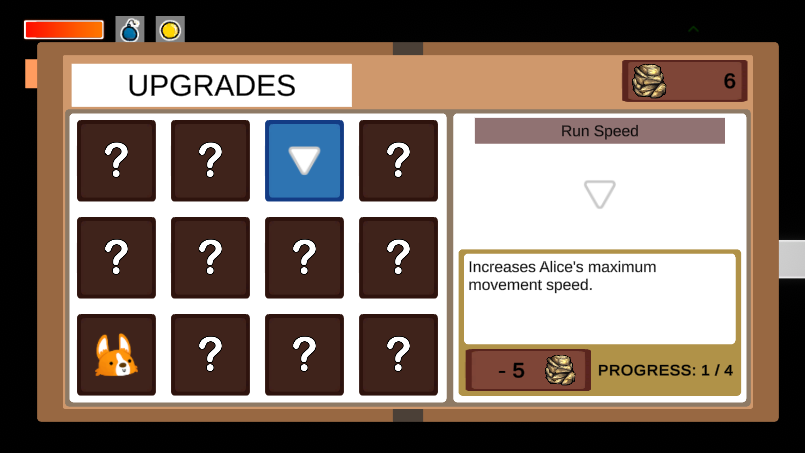 UPGRADES
6
? ? ?
Run Speed
? ? ? ?
Increases Alice's maximum
movement speed.
? ? ?
- 5
PROGRESS: 1 / 4